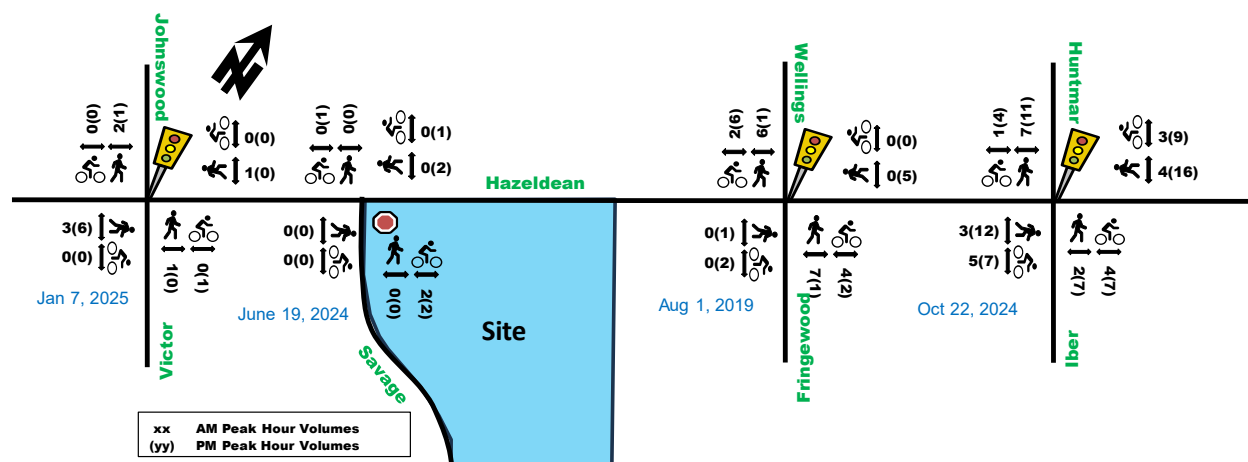 Johnswood
Wellings
Huntmar
0(0)
2(1)
0(0)
1(0)
0(1)
0(0)
0(1)
0(2)
2(6)
6(1)
0(0)
0(5)
1(4)
7(11)
3(9)
4(16)
Hazeldean
3(6)
0(0)
1(0)
0(1)
0(0)
0(0)
0(0)
2(2)
0(1)
0(2)
7(1)
4(2)
3(12)
5(7)
2(7)
4(7)
Jan 7, 2025
June 19, 2024
Aug 1, 2019
Oct 22, 2024
Site
Victor
Savage
Fringewood
Iber
xx AM Peak Hour Volumes
(yy) PM Peak Hour Volumes